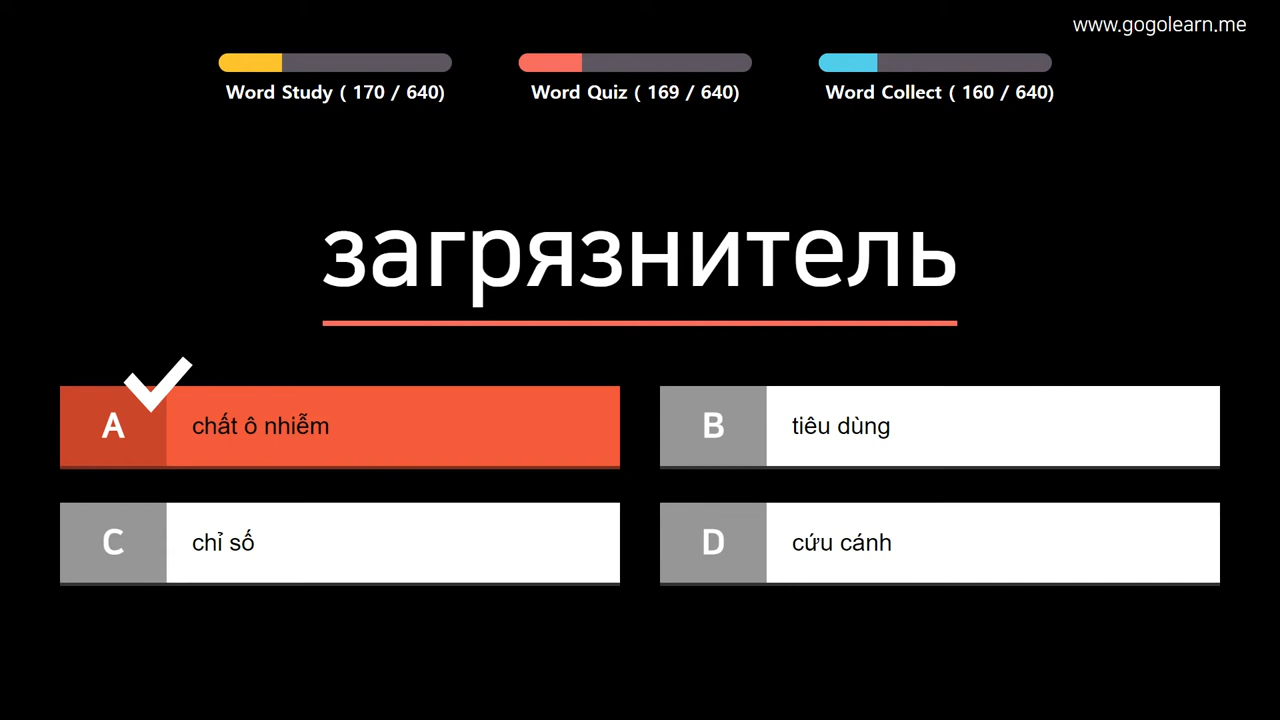 www.gogolearn.me
Word Study ( 170 / 640)
Word Quiz ( 169 / 640)
Word Collect ( 160 / 640)
загрязнитель
A chất ô nhiễm
B tiêu dùng
C chỉ số
D cứu cánh